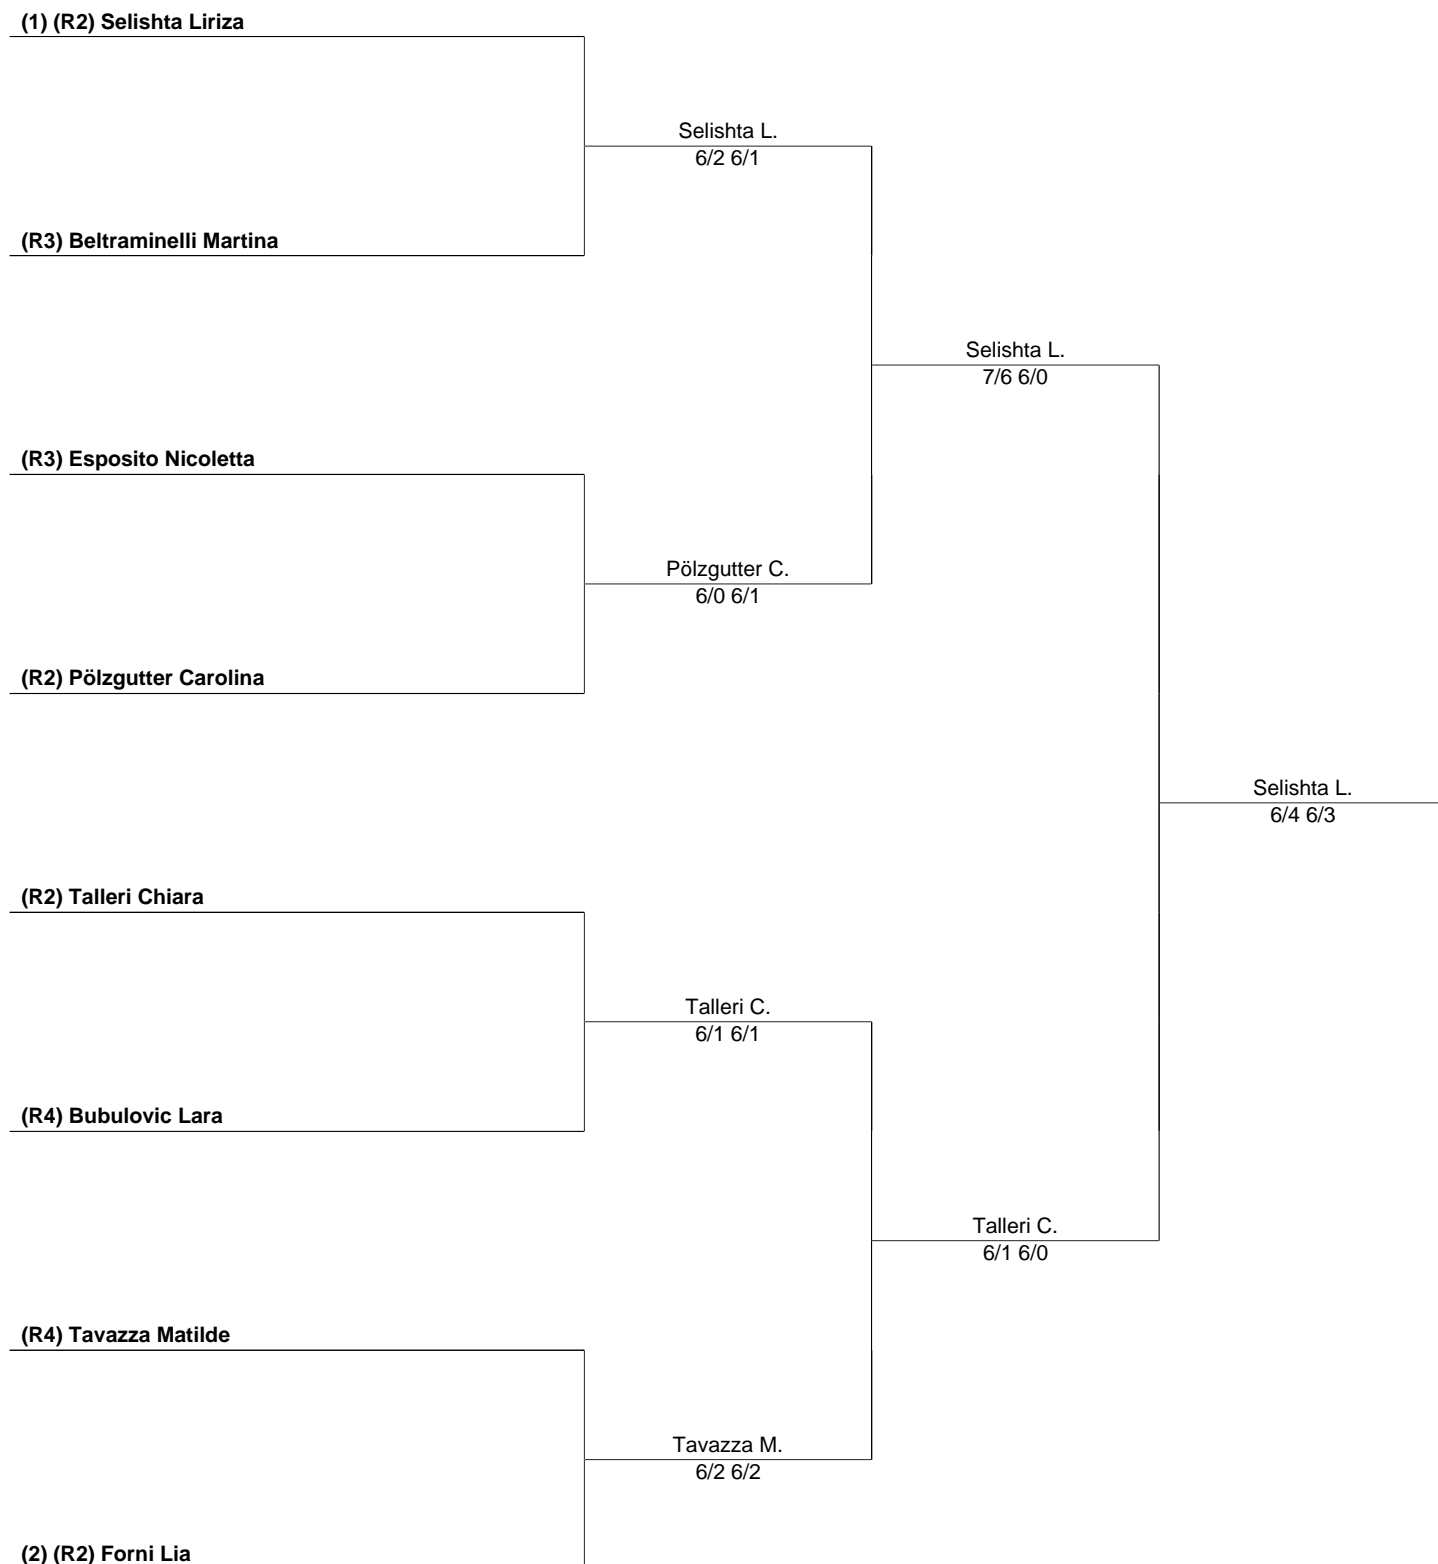 (1) (R2) Selishta Liriza
Selishta L.
6/2 6/1
(R3) Beltraminelli Martina
Selishta L.
7/6 6/0
(R3) Esposito Nicoletta
Pölzgutter C.
6/0 6/1
(R2) Pölzgutter Carolina
Selishta L.
6/4 6/3
(R2) Talleri Chiara
Talleri C.
6/1 6/1
(R4) Bubulovic Lara
Talleri C.
6/1 6/0
(R4) Tavazza Matilde
Tavazza M.
6/2 6/2
(2) (R2) Forni Lia